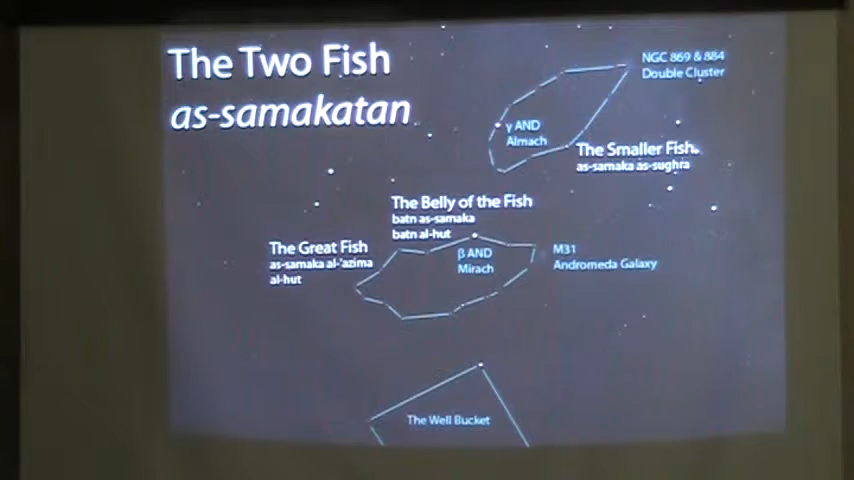 The Two Fish
as-samakatan
NGC 869 & 884
Double Cluster
γ AND
Almach
The Smaller Fish
as-samaka as-sughra
The Belly of the Fish
batn as-samaka
batn al-hut
The Great Fish
as-samaka al-'azima
al-hut
β AND
Mirach
M31
Andromeda Galaxy
The Well Bucket